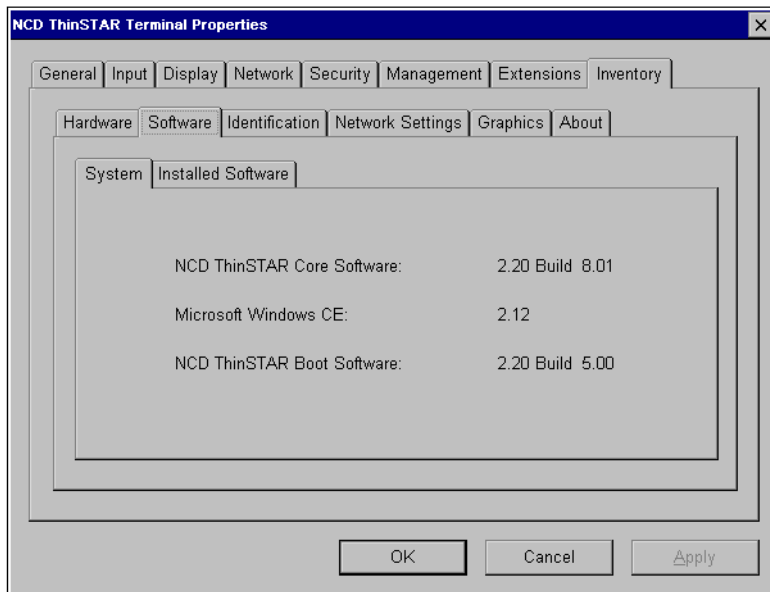 NCD ThinSTAR Terminal Properties
General Input Display Network Security Management Extensions Inventory
Hardware Software Identification Network Settings Graphics About
System Installed Software
NCD ThinSTAR Core Software: 2.20 Build 8.01
Microsoft Windows CE: 2.12
NCD ThinSTAR Boot Software: 2.20 Build 5.00
OK Cancel Apply